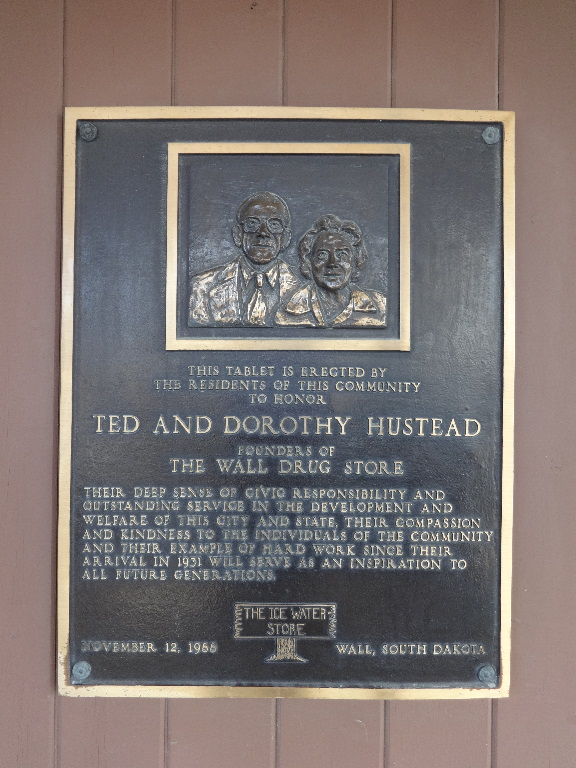 THIS TABLET IS ERECTED BY
THE RESIDENTS OF THIS COMMUNITY
TO HONOR
TED AND DOROTHY HUSTEAD
FOUNDERS OF
THE WALL DRUG STORE
THEIR DEEP SENSE OF CIVIC RESPONSIBILITY AND
OUTSTANDING SERVICE IN THE DEVELOPMENT AND
WELFARE OF THIS CITY AND STATE, THEIR COMPASSION
AND KINDNESS TO THE INDIVIDUALS OF THE COMMUNITY
AND THEIR EXAMPLE OF HARD WORK SINCE THEIR
ARRIVAL IN 1931 WILL SERVE AS AN INSPIRATION TO
ALL FUTURE GENERATIONS.
THE ICE WATER
STORE
NOVEMBER 12, 1988 WALL, SOUTH DAKOTA